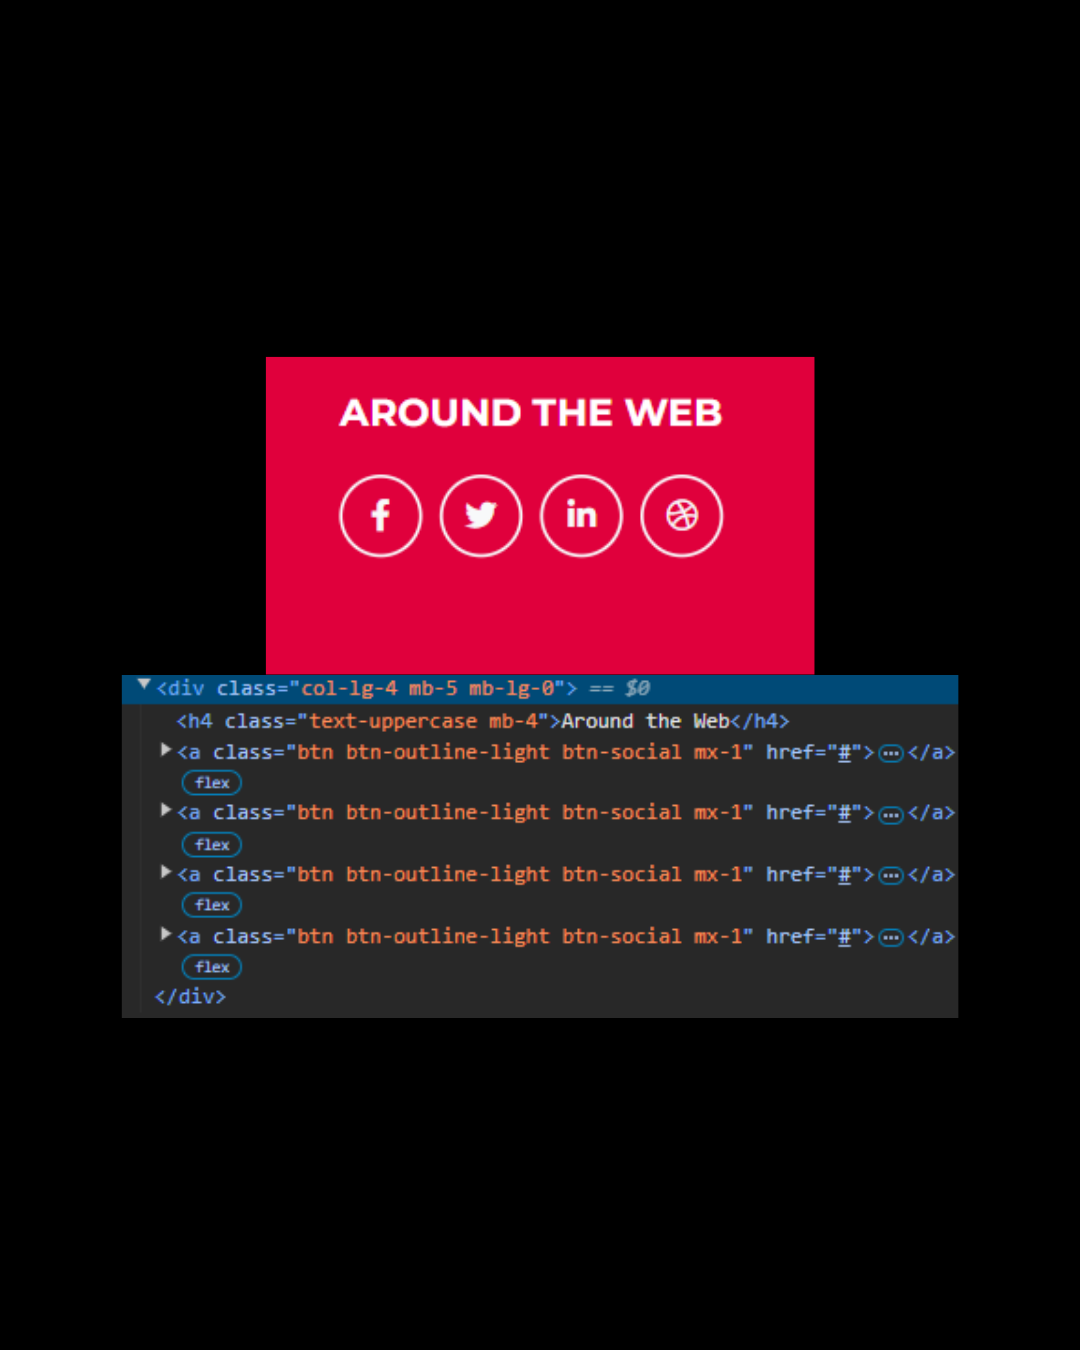 AROUND THE WEB
f
in
<div class="col-lg-4 mb-5 mb-lg-0"> == $0
<h4 class="text-uppercase mb-4">Around the Web</h4>
<a class="btn btn-outline-light btn-social mx-1" href="#">…</a>
flex
<a class="btn btn-outline-light btn-social mx-1" href="#">…</a>
flex
<a class="btn btn-outline-light btn-social mx-1" href="#">…</a>
flex
<a class="btn btn-outline-light btn-social mx-1" href="#">…</a>
flex
</div>